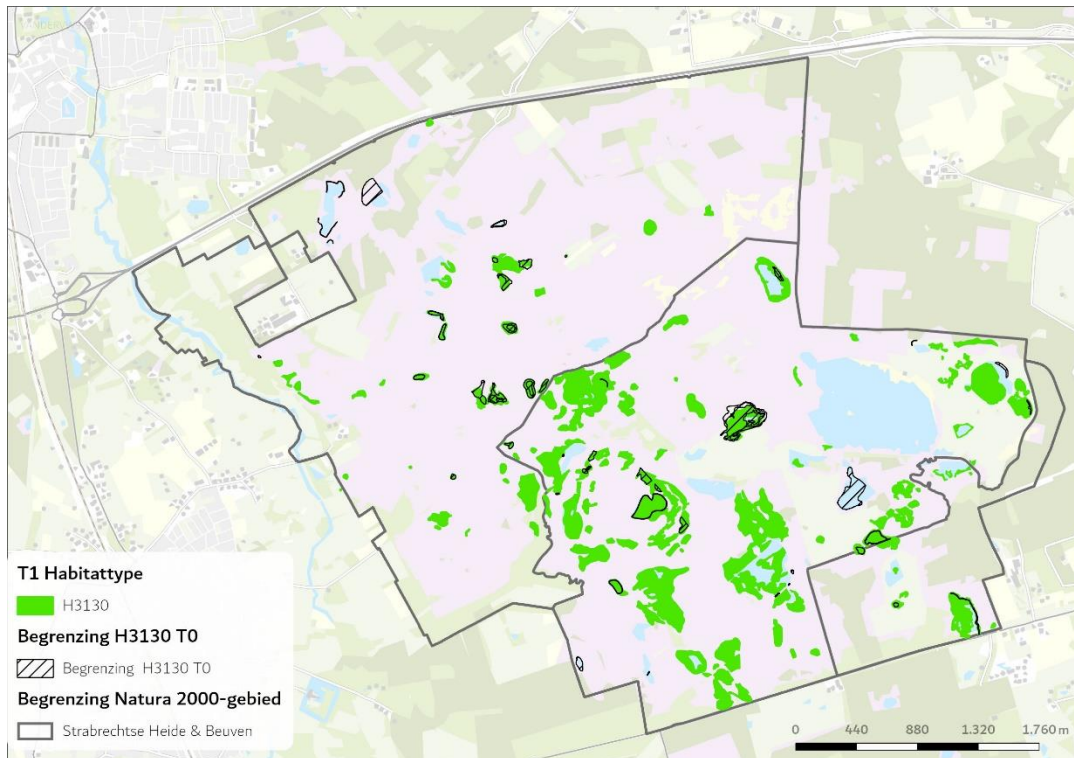 T1 Habitattype
H3130
Begrenzing H3130 T0
Begrenzing H3130 T0
Begrenzing Natura 2000-gebied
Strabrechtse Heide & Beuven
0 440 880 1.320 1.760 m